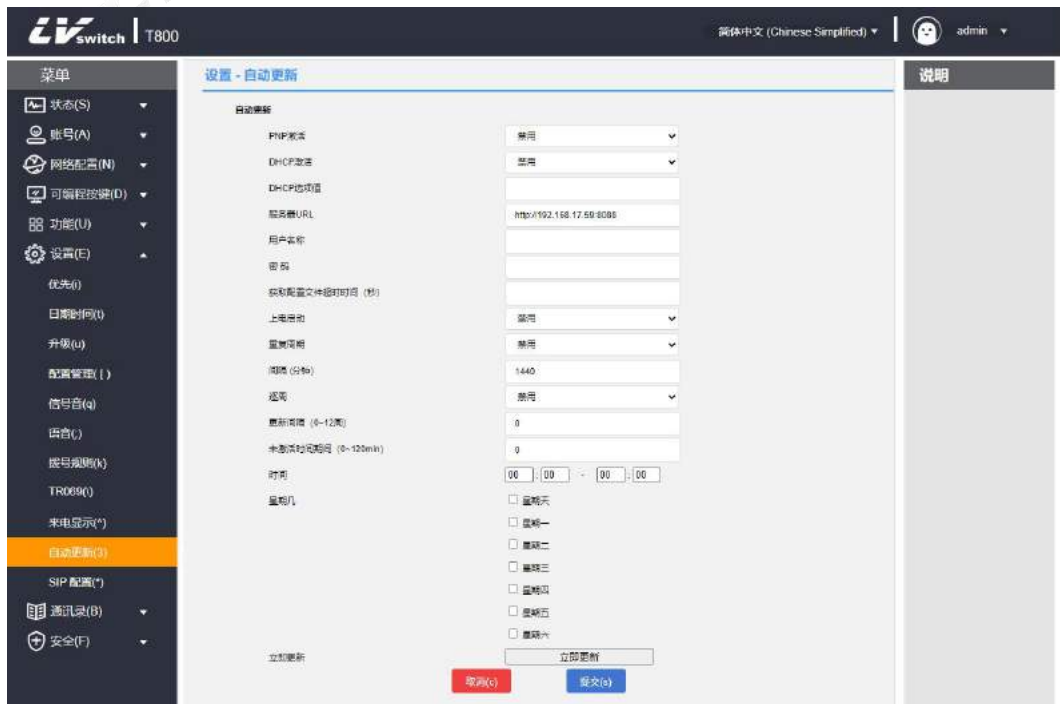 LVswitch T800
简体中文 (Chinese Simplified)
admin
菜单
状态(S)
账号(A)
网络配置(N)
可编程按键(D)
功能(U)
设置(E)
优先(i)
日期时间(t)
升级(u)
配置管理([)
信号音(q)
语音(;)
拨号规则(k)
TR069(\)
来电显示(^)
自动更新(3)
SIP 配置(*)
通讯录(B)
安全(F)
设置 - 自动更新
自动更新
PNP激活 禁用
DHCP激活 禁用
DHCP选项值
服务器URL http://192.168.17.59:8088
用户名称
密 码
获取配置文件超时时间 (秒)
上电启动 禁用
重复周期 禁用
间隔 (分钟) 1440
逐周 禁用
更新间隔 (0~12周) 0
未激活时间期间 (0~120min) 0
时间 00 : 00 - 00 : 00
星期几 星期天
星期一
星期二
星期三
星期四
星期五
星期六
立即更新 立即更新
取消(c) 提交(s)
说明